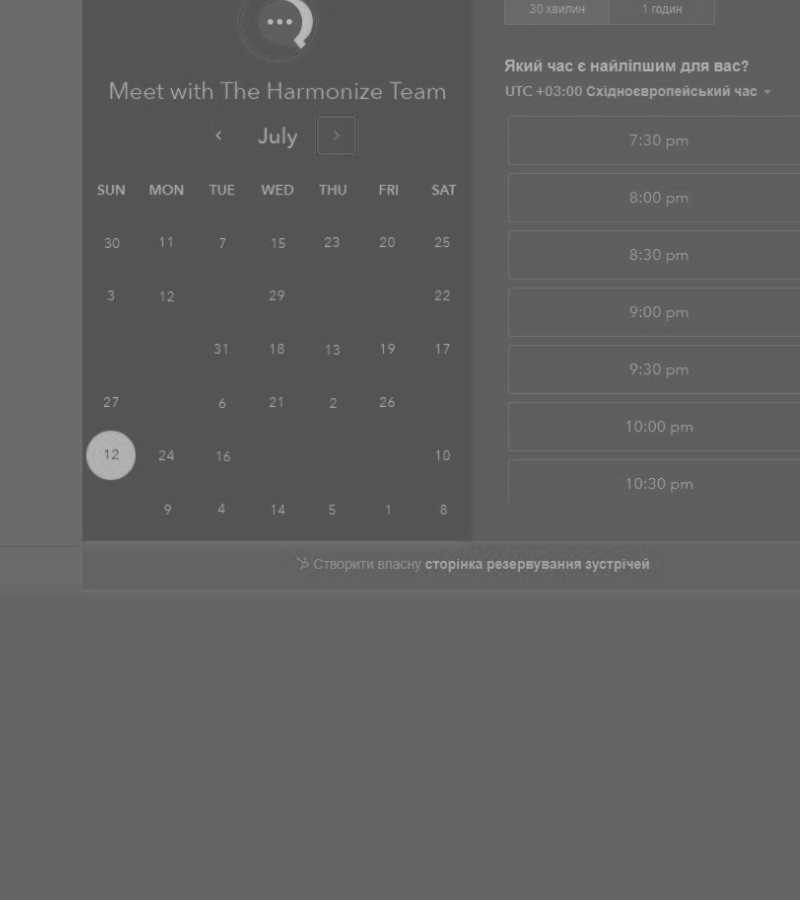 30 хвилин 1 годин
Meet with The Harmonize Team
July
SUN MON TUE WED THU FRI SAT
30 11 7 15 23 20 25
3 12 29 22
31 18 13 19 17
27 6 21 2 26
12 24 16 10
9 4 14 5 1 8
Який час є найліпшим для вас?
UTC +03:00 Східноєвропейський час
7:30 pm
8:00 pm
8:30 pm
9:00 pm
9:30 pm
10:00 pm
10:30 pm
Створити власну сторінка резервування зустрічей